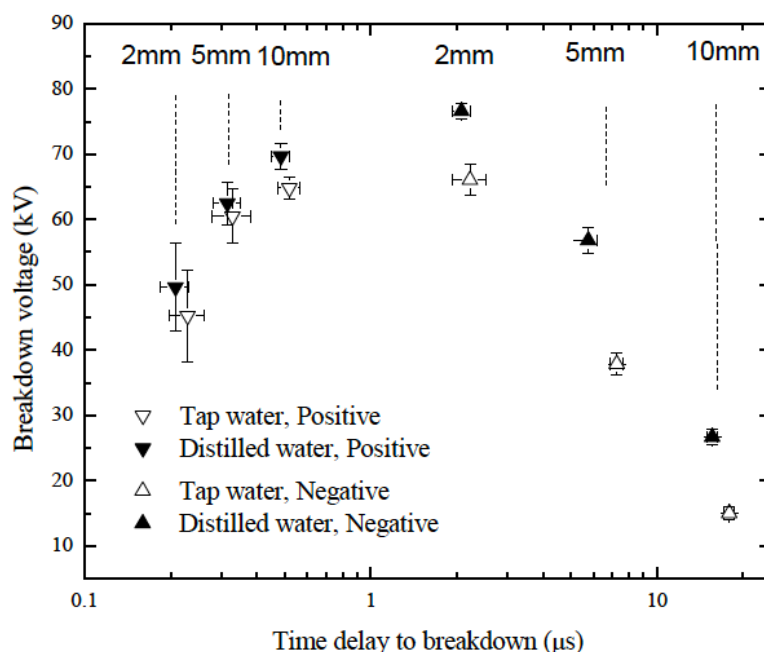 90
80
70
60
50
40
30
20
10
Breakdown voltage (kV)
2mm 5mm 10mm 2mm 5mm 10mm
Tap water, Positive
Distilled water, Positive
Tap water, Negative
Distilled water, Negative
0.1 1 10
Time delay to breakdown (μs)